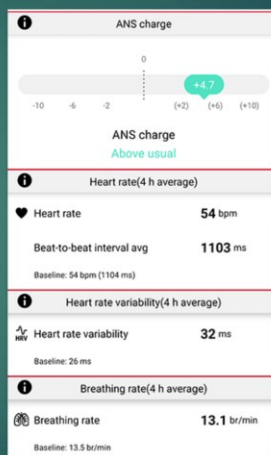 ANS charge
0
+4.7
-10 -6 -2 (+2) (+6) (+10)
ANS charge
Above usual
Heart rate(4 h average)
Heart rate 54 bpm
Beat-to-beat interval avg 1103 ms
Baseline: 54 bpm (1104 ms)
Heart rate variability(4 h average)
HRV Heart rate variability 32 ms
Baseline: 26 ms
Breathing rate(4 h average)
Breathing rate 13.1 br/min
Baseline: 13.5 br/min